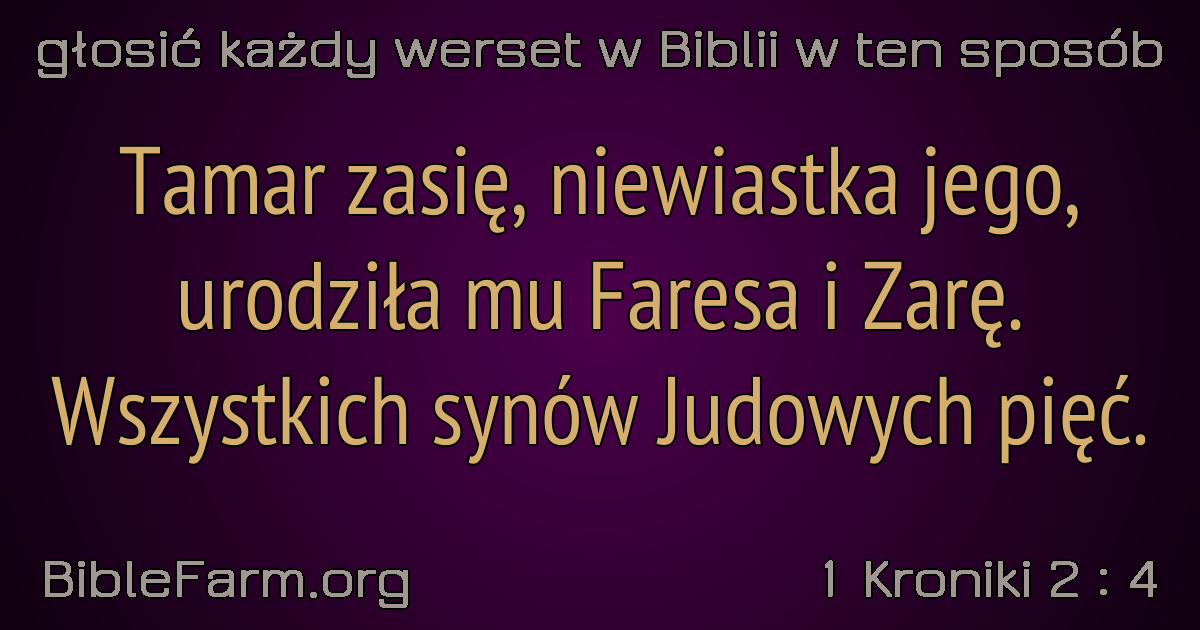 głosić każdy werset w Biblii w ten sposób
Tamar zasię, niewiastka jego,
urodziła mu Faresa i Zarę.
Wszystkich synów Judowych pięć.
BibleFarm.org
1 Kroniki 2 : 4